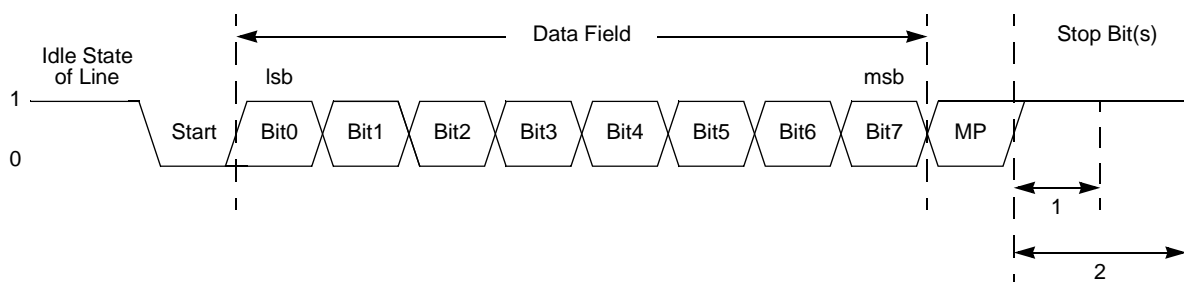 Data Field
Stop Bit(s)
Idle State
of Line
lsb
msb
1
Start
Bit0
Bit1
Bit2
Bit3
Bit4
Bit5
Bit6
Bit7
MP
0
1
2